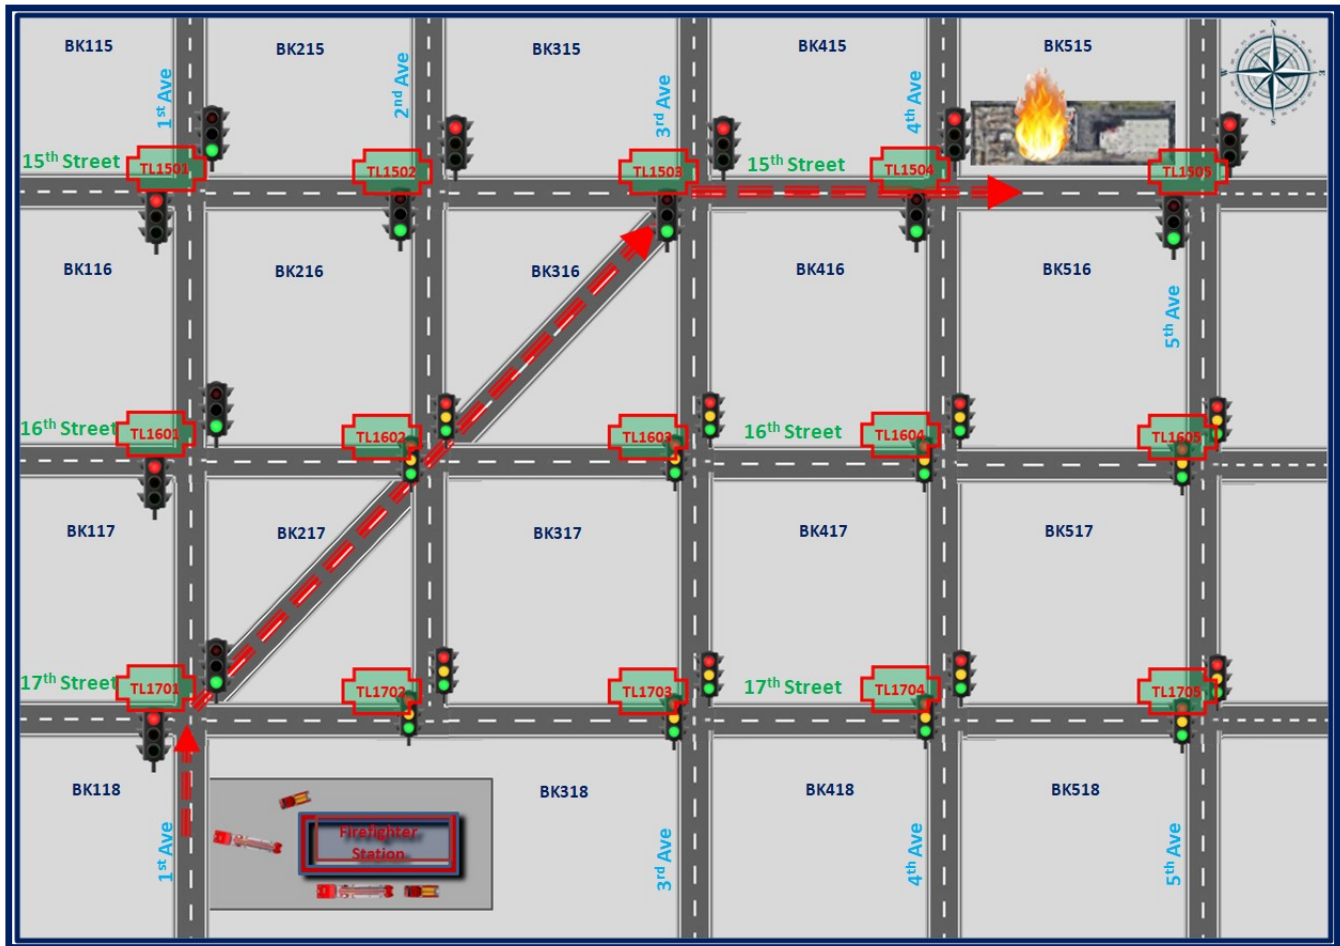 BK115
BK215
BK315
BK415
BK515
N
W
E
S
1st Ave
2nd Ave
3rd Ave
4th Ave
15th Street
TL1501
TL1502
TL1503
15th Street
TL1504
TL1505
BK116
BK216
BK316
BK416
BK516
5th Ave
16th Street
TL1601
TL1602
TL1603
16th Street
TL1604
TL1605
BK117
BK217
BK317
BK417
BK517
17th Street
TL1701
TL1702
TL1703
17th Street
TL1704
TL1705
BK118
BK318
BK418
BK518
1st Ave
Firefighter
Station
3rd Ave
4th Ave
5th Ave